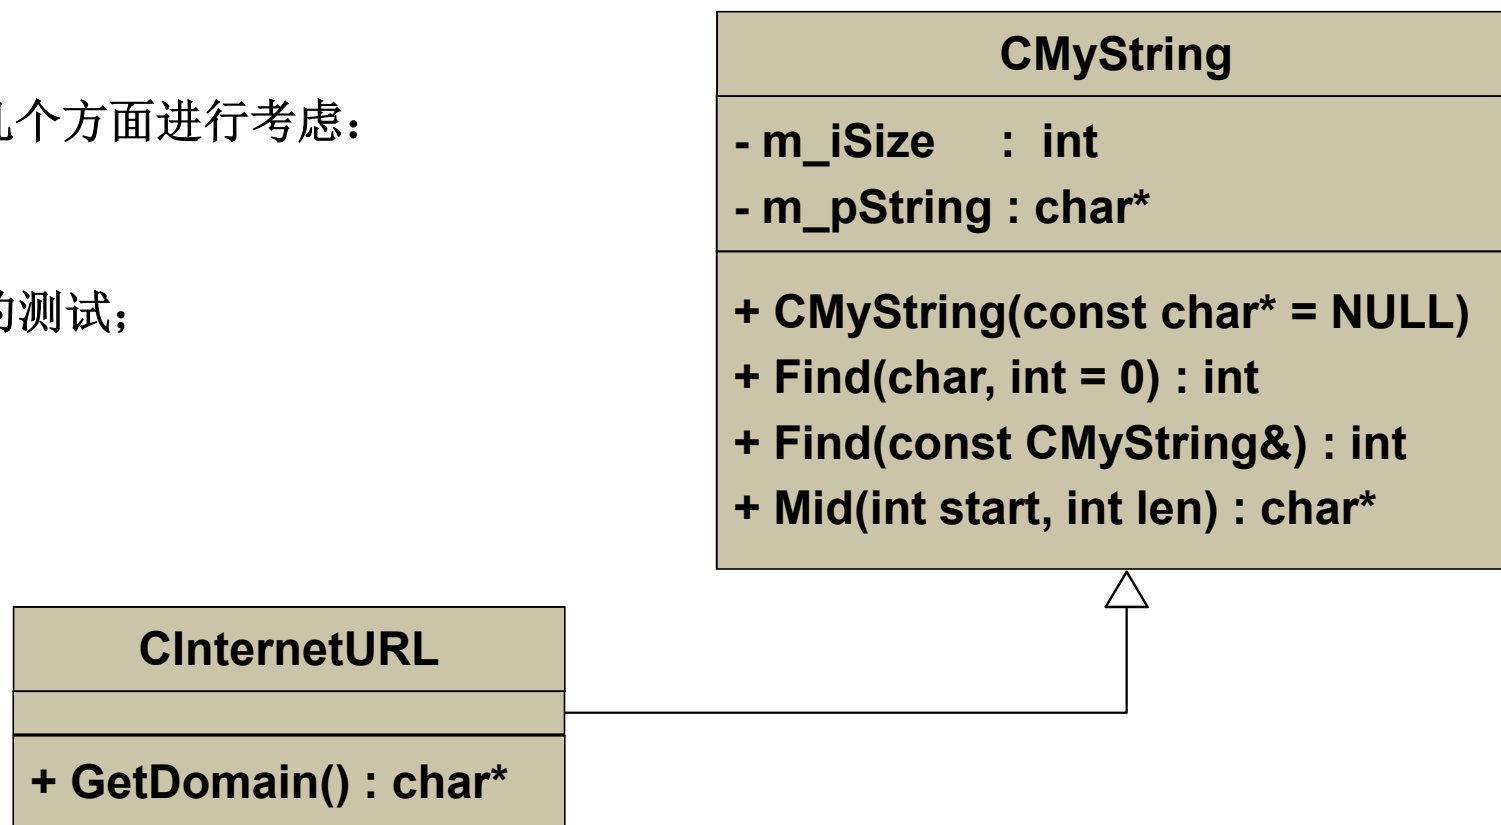 个方面进行考虑：
的测试；
CMyString
- m_iSize : int
- m_pString : char*
+ CMyString(const char* = NULL)
+ Find(char, int = 0) : int
+ Find(const CMyString&) : int
+ Mid(int start, int len) : char*
CInternetURL
+ GetDomain() : char*